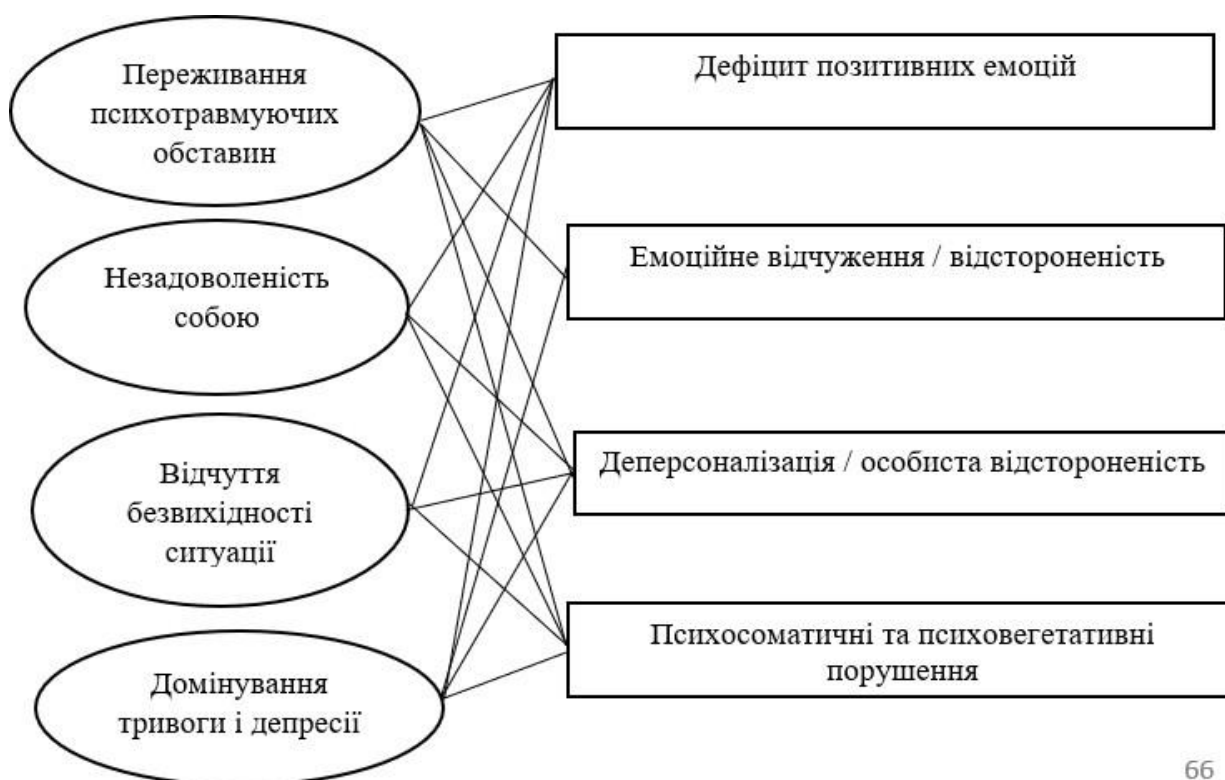 Переживання
психотравмуючих
обставин
Дефіцит позитивних емоцій
Незадоволеність
собою
Емоційне відчуження / відстороненість
Відчуття
безвихідності
ситуації
Деперсоналізація / особиста відстороненість
Домінування
тривоги і депресії
Психосоматичні та психовегетативні
порушення
66